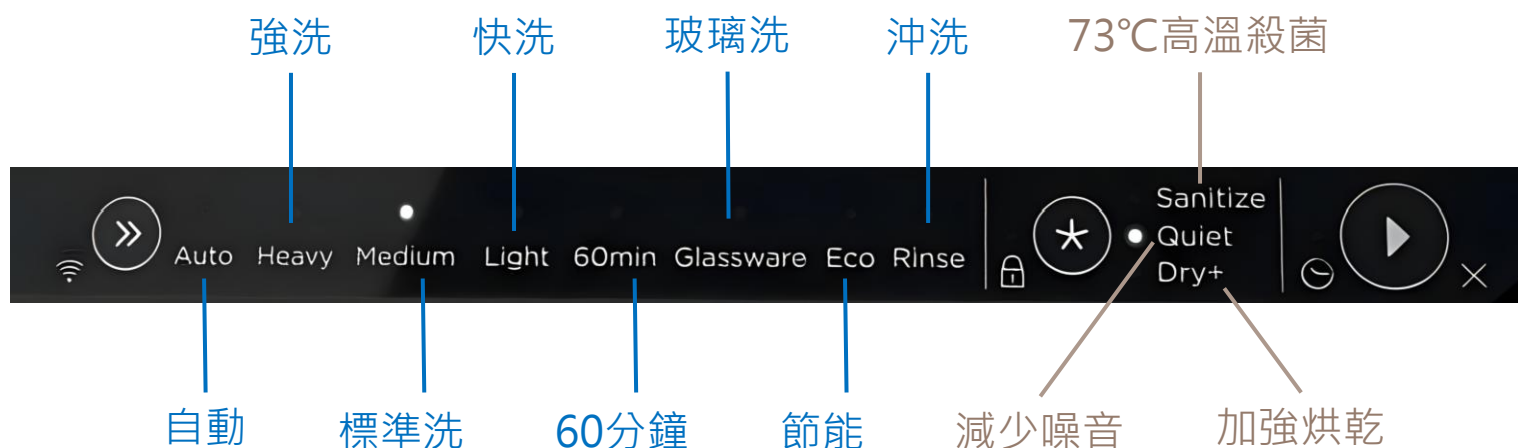 強洗
快洗
玻璃洗
沖洗
73℃高溫殺菌
Auto Heavy Medium Light 60min Glassware Eco Rinse
Sanitize
Quiet
Dry+
自動
標準洗
60分鐘
節能
減少噪音
加強烘乾